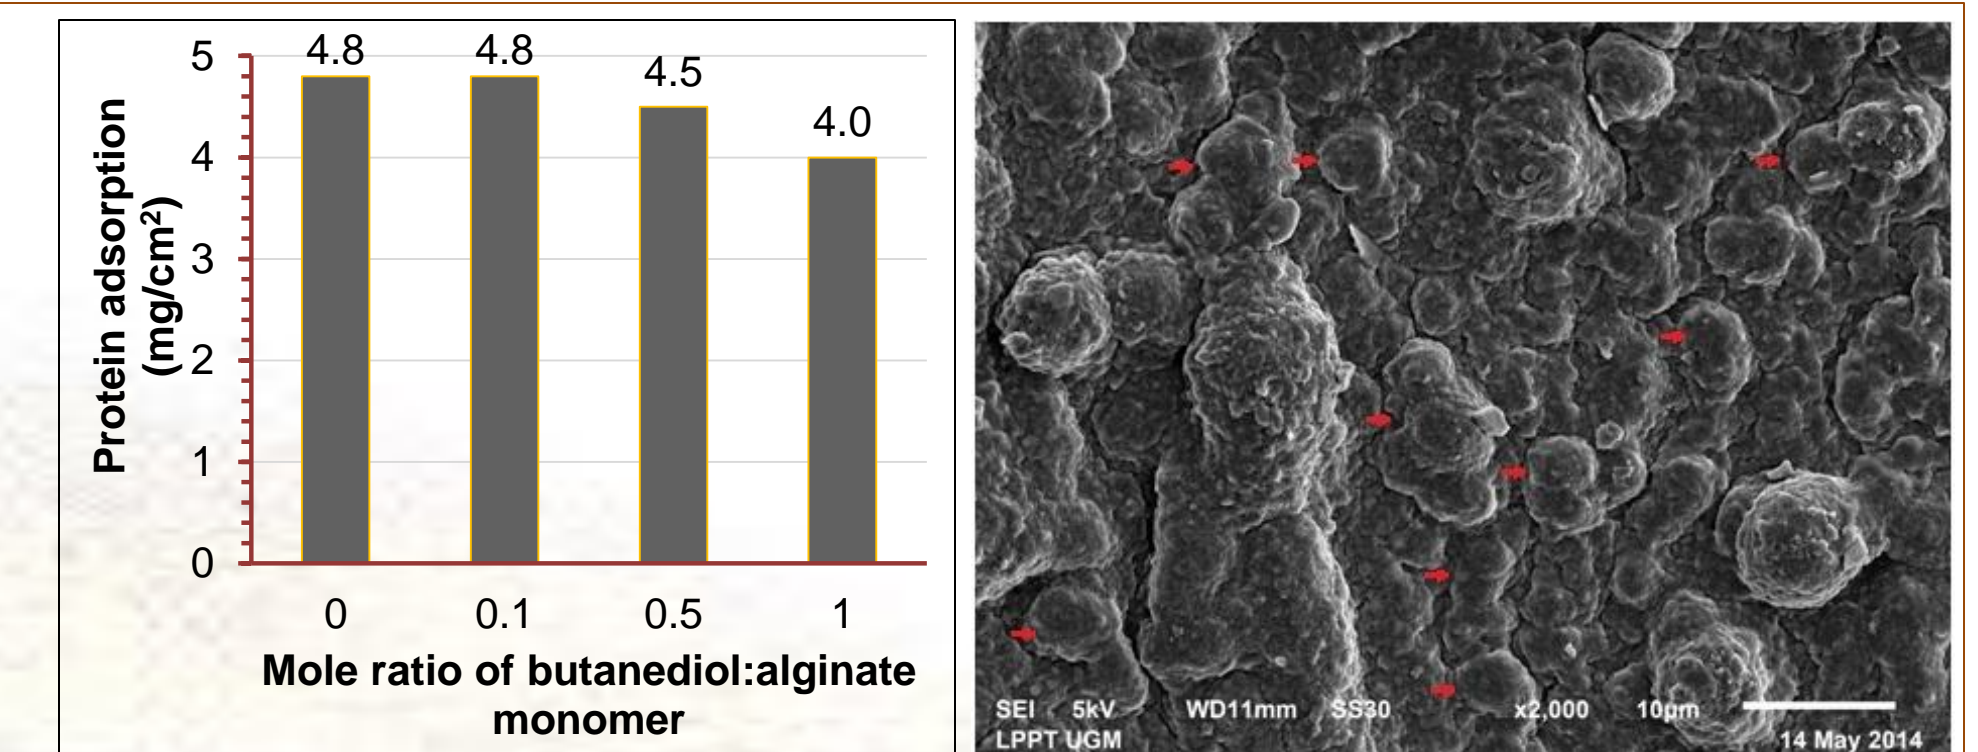 Protein adsorption
(mg/cm²)
5
4
3
2
1
0
4.8
4.8
4.5
4.0
0
0.1
0.5
1
Mole ratio of butanediol:alginate
monomer
SEI 5kV WD11mm SS30 x2,000 10µm
LPPT UGM 14 May 2014